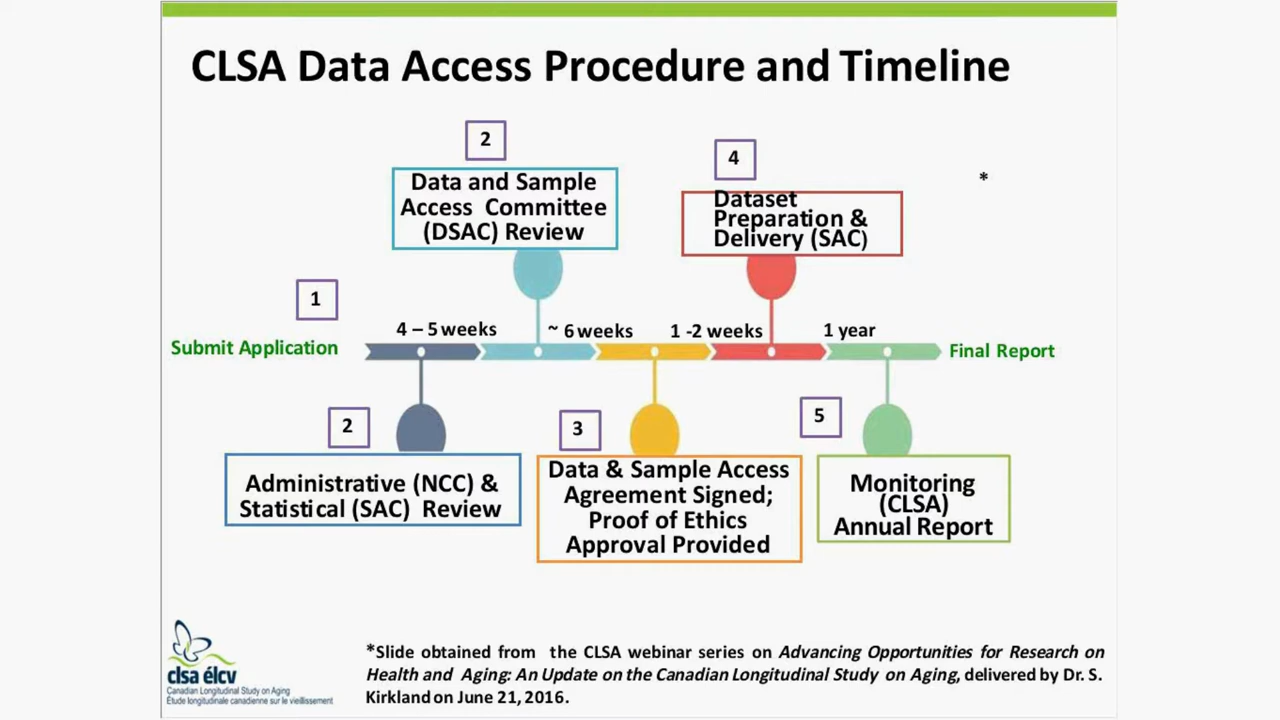 CLSA Data Access Procedure and Timeline
2
Data and Sample
Access Committee
(DSAC) Review
4
Dataset
Preparation &
Delivery (SAC)
*
1
Submit Application
4 – 5 weeks
~ 6 weeks
1 -2 weeks
1 year
Final Report
2
Administrative (NCC) &
Statistical (SAC) Review
3
Data & Sample Access
Agreement Signed;
Proof of Ethics
Approval Provided
5
Monitoring
(CLSA)
Annual Report
clsa élcv
Canadian Longitudinal Study on Aging
Étude longitudinale canadienne sur le vieillissement
*Slide obtained from the CLSA webinar series on Advancing Opportunities for Research on
Health and Aging: An Update on the Canadian Longitudinal Study on Aging, delivered by Dr. S.
Kirkland on June 21, 2016.